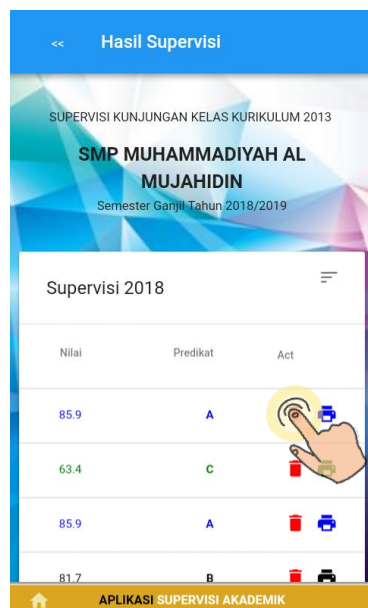 << Hasil Supervisi
SUPERVISI KUNJUNGAN KELAS KURIKULUM 2013
SMP MUHAMMADIYAH AL
MUJAHIDIN
Semester Ganjil Tahun 2018/2019
Supervisi 2018
Nilai Predikat Act
85.9 A
63.4 C
85.9 A
81.7 B
APLIKASI SUPERVISI AKADEMIK